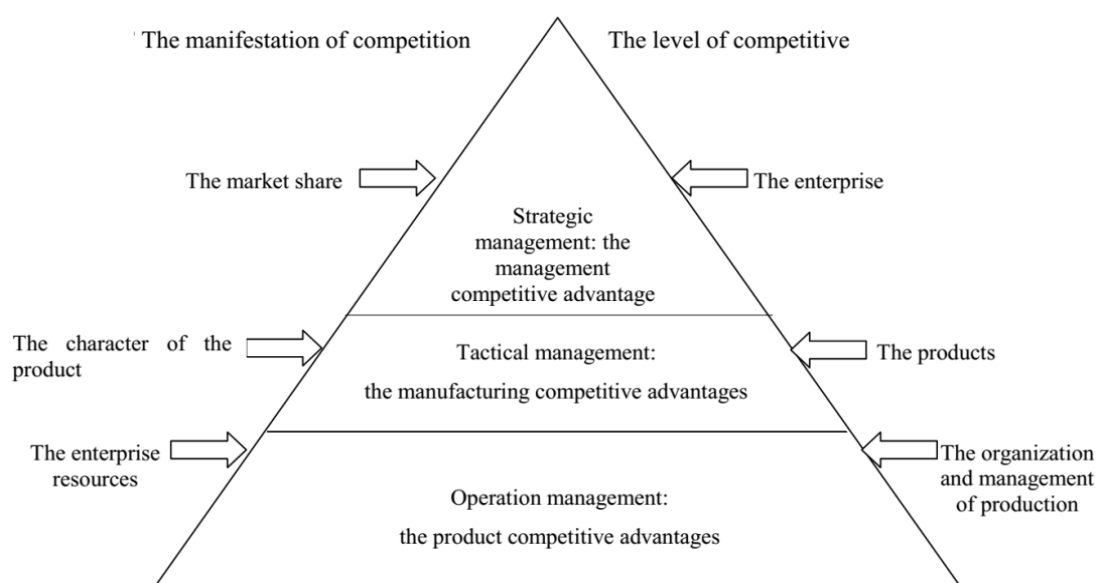 The manifestation of competition
The level of competitive
The market share
The enterprise
Strategic
management: the
management
competitive advantage
The character of the
product
Tactical management:
the manufacturing competitive advantages
The products
The enterprise
resources
The organization
and management
of production
Operation management:
the product competitive advantages